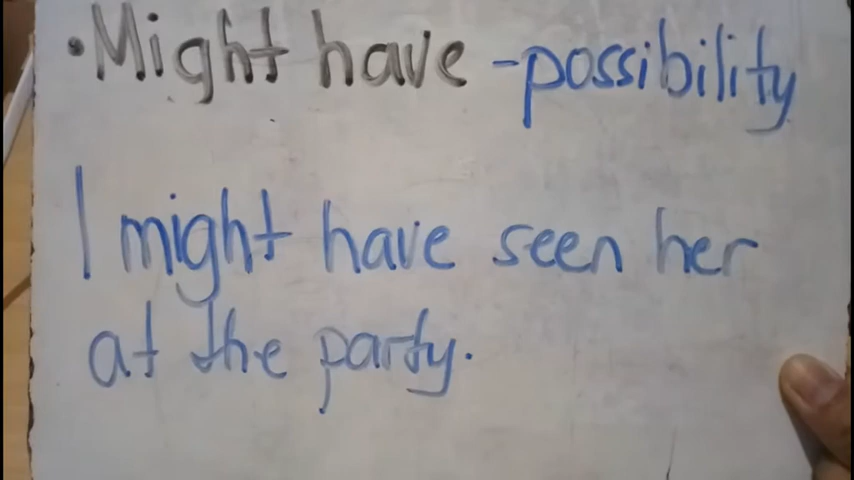 •Might have -possibility
I might have seen her
at the party.